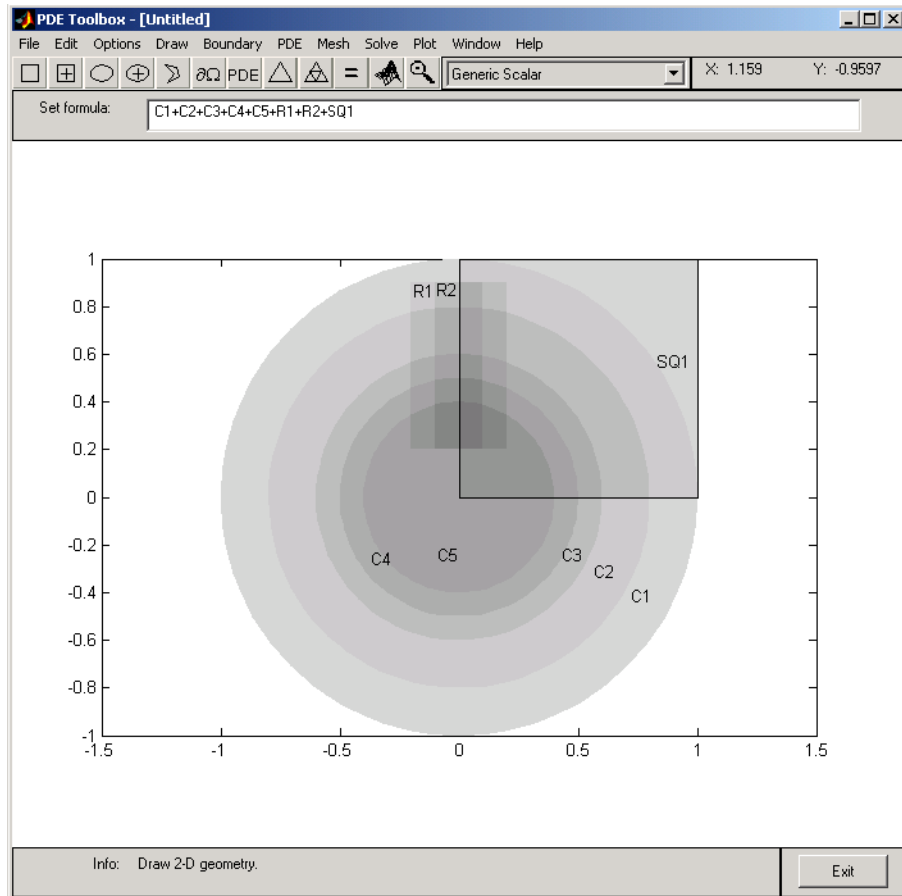 PDE Toolbox - [Untitled]
File Edit Options Draw Boundary PDE Mesh Solve Plot Window Help
∂Ω PDE = Generic Scalar X: 1.159 Y: -0.9597
Set formula: C1+C2+C3+C4+C5+R1+R2+SQ1
1
R1 R2
0.8
0.6
SQ1
0.4
0.2
0
C4 C5 C3
-0.2
C2
-0.4
C1
-0.6
-0.8
-1
-1.5 -1 -0.5 0 0.5 1 1.5
Info: Draw 2-D geometry. Exit